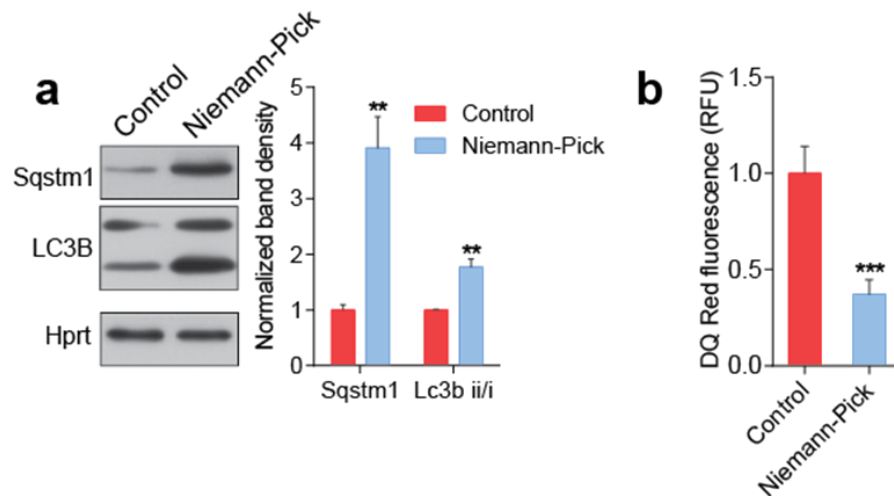 a
Control
Niemann-Pick
Sqstm1
LC3B
Hprt
Normalized band density
5
4
3
2
1
0
**
**
Control
Niemann-Pick
Sqstm1
Lc3b ii/i
b
DQ Red fluorescence (RFU)
1.5
1.0
0.5
0.0
***
Control
Niemann-Pick